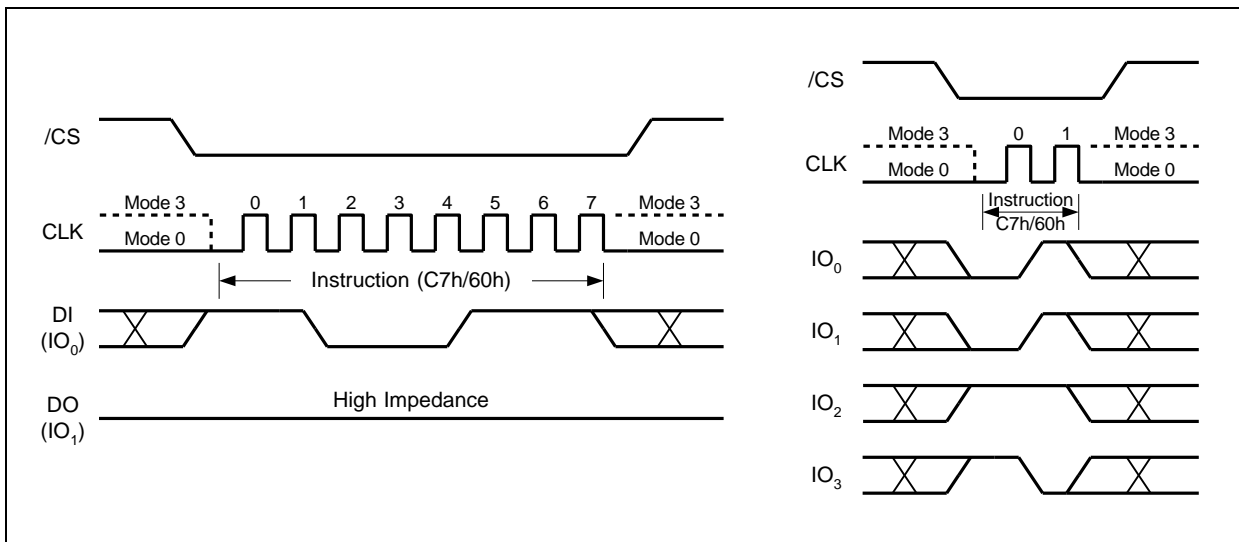 /CS
Mode 3 0 1 2 3 4 5 6 7 Mode 3
CLK
Mode 0 Mode 0
Instruction (C7h/60h)
DI
(IO0)
High Impedance
DO
(IO1)
/CS
Mode 3 0 1 Mode 3
CLK
Mode 0 Mode 0
Instruction
C7h/60h
IO0
IO1
IO2
IO3